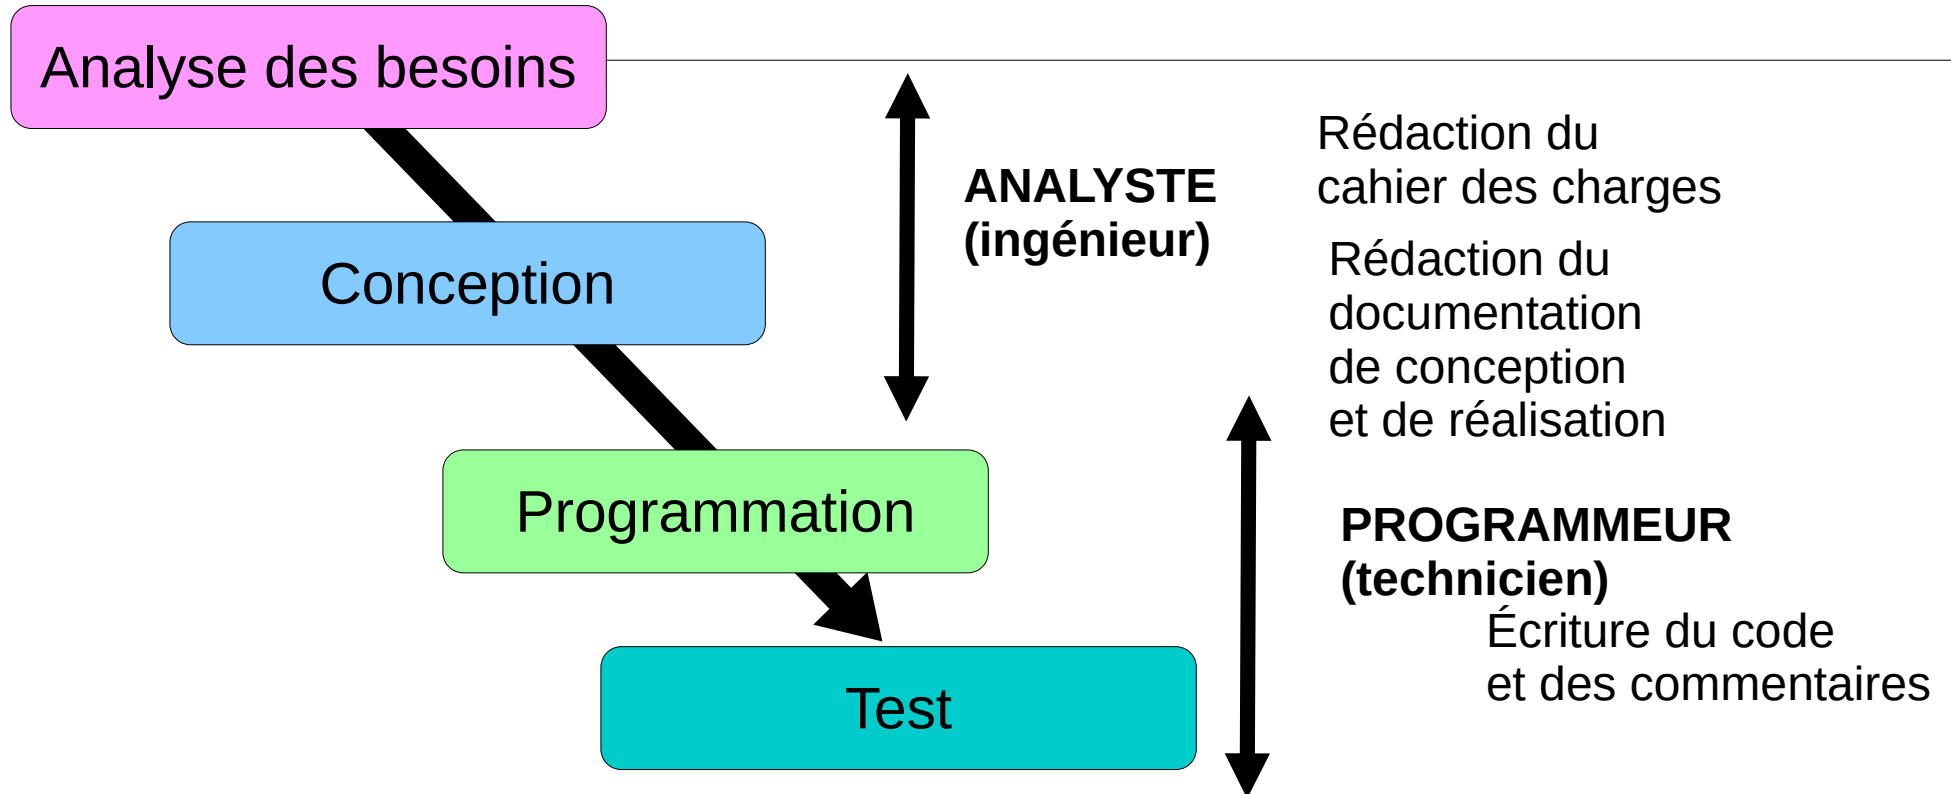 Analyse des besoins
Conception
Programmation
Test
ANALYSTE
(ingénieur)
Rédaction du
cahier des charges
Rédaction du
documentation
de conception
et de réalisation
PROGRAMMEUR
(technicien)
Écriture du code
et des commentaires